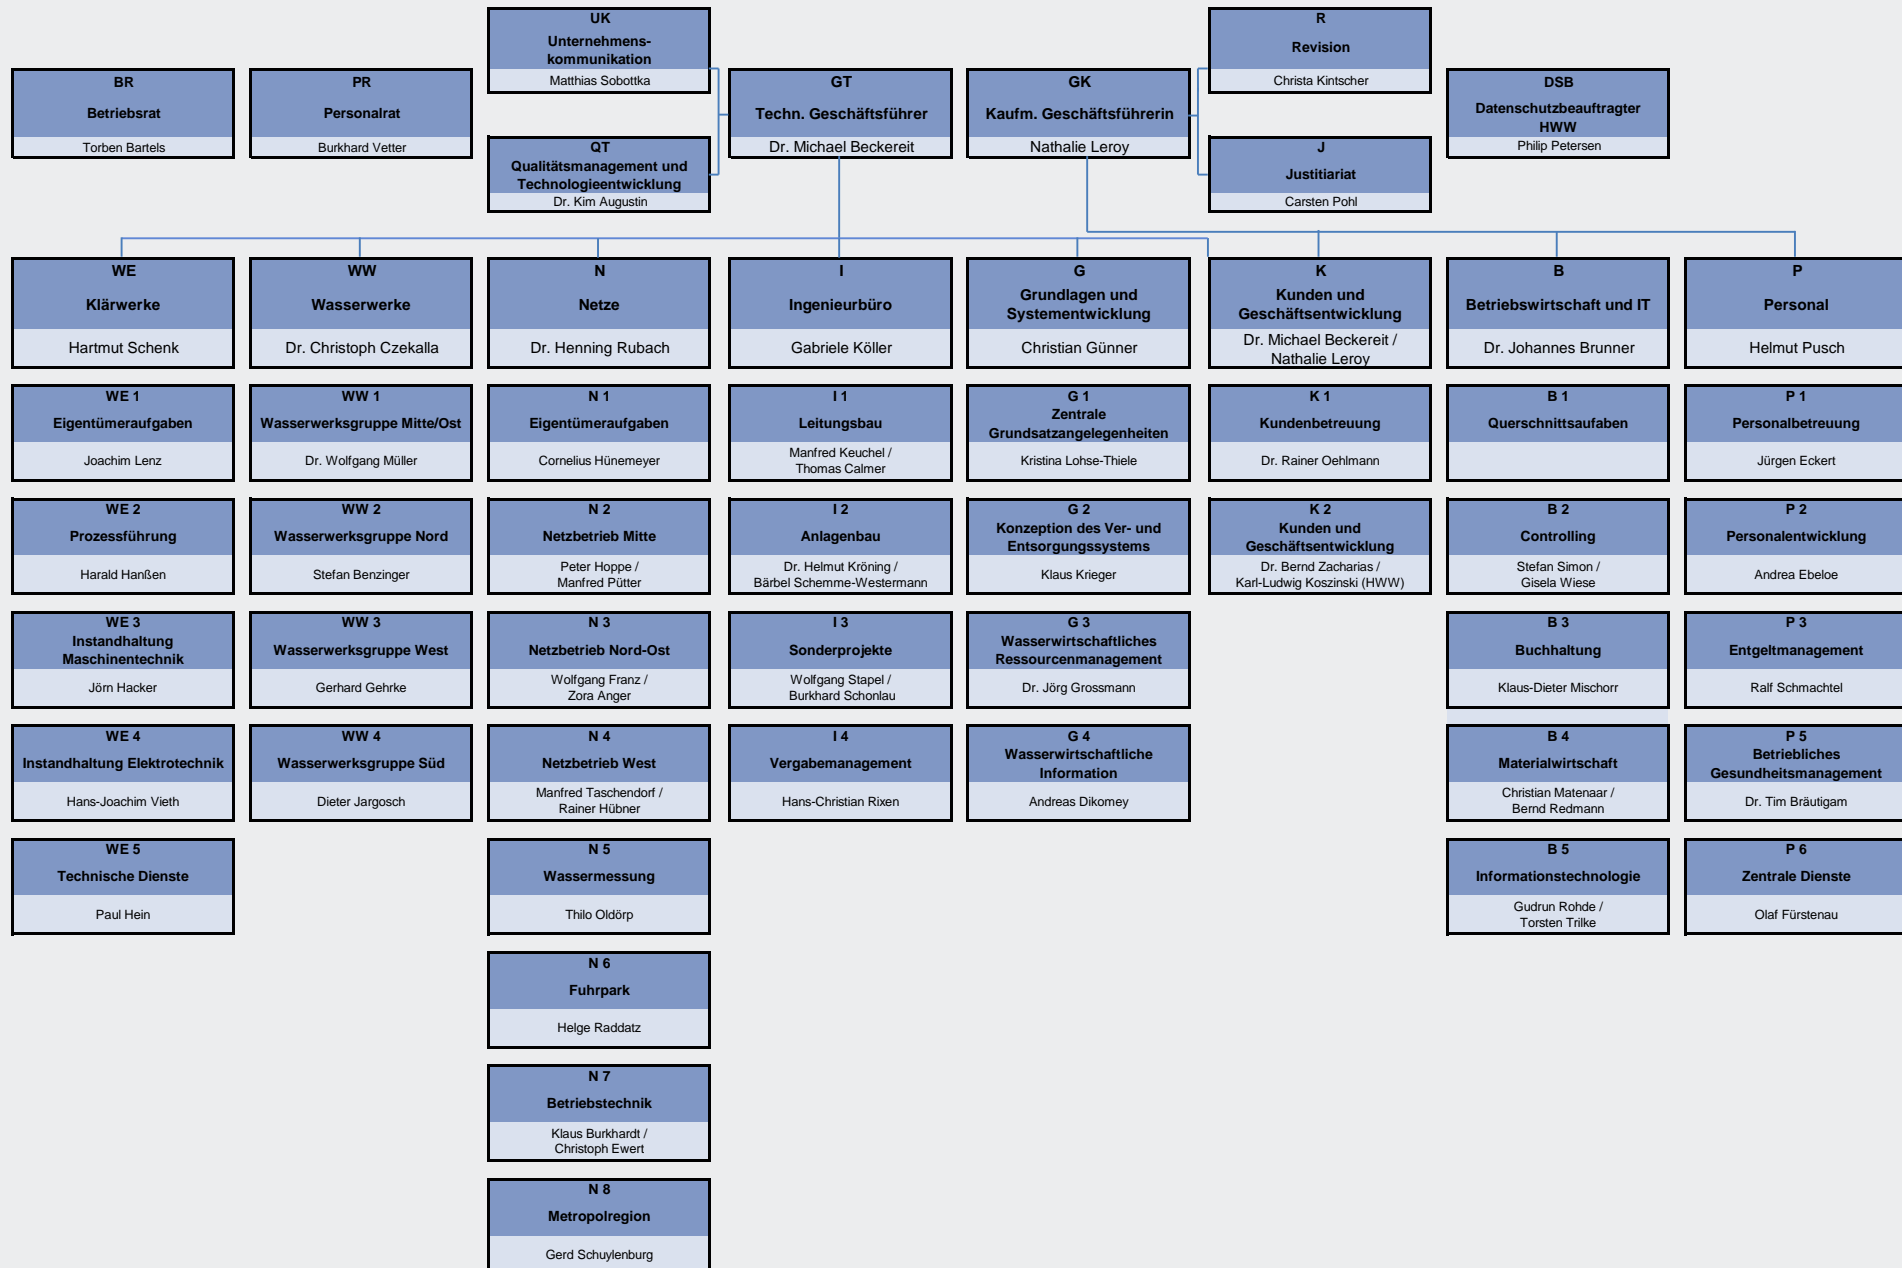 UK
Unternehmens-
kommunikation
Matthias Sobottka
R
Revision
Christa Kintscher
BR
Betriebsrat
Torben Bartels
PR
Personalrat
Burkhard Vetter
GT
Techn. Geschäftsführer
Dr. Michael Beckereit
GK
Kaufm. Geschäftsführerin
Nathalie Leroy
DSB
Datenschutzbeauftragter
HWW
Philip Petersen
QT
Qualitätsmanagement und
Technologieentwicklung
Dr. Kim Augustin
J
Justitiariat
Carsten Pohl
WE
Klärwerke
Hartmut Schenk
WW
Wasserwerke
Dr. Christoph Czekalla
N
Netze
Dr. Henning Rubach
I
Ingenieurbüro
Gabriele Köller
G
Grundlagen und
Systementwicklung
Christian Günner
K
Kunden und
Geschäftsentwicklung
Dr. Michael Beckereit /
Nathalie Leroy
B
Betriebswirtschaft und IT
Dr. Johannes Brunner
P
Personal
Helmut Pusch
WE 1
Eigentümeraufgaben
Joachim Lenz
WW 1
Wasserwerksgruppe Mitte/Ost
Dr. Wolfgang Müller
N 1
Eigentümeraufgaben
Cornelius Hünemeyer
I 1
Leitungsbau
Manfred Keuchel /
Thomas Calmer
G 1
Zentrale
Grundsatzangelegenheiten
Kristina Lohse-Thiele
K 1
Kundenbetreuung
Dr. Rainer Oehlmann
B 1
Querschnittsaufaben
P 1
Personalbetreuung
Jürgen Eckert
WE 2
Prozessführung
Harald Hanßen
WW 2
Wasserwerksgruppe Nord
Stefan Benzinger
N 2
Netzbetrieb Mitte
Peter Hoppe /
Manfred Pütter
I 2
Anlagenbau
Dr. Helmut Kröning /
Bärbel Schemme-Westermann
G 2
Konzeption des Ver- und
Entsorgungssystems
Klaus Krieger
K 2
Kunden und
Geschäftsentwicklung
Dr. Bernd Zacharias /
Karl-Ludwig Koszinski (HWW)
B 2
Controlling
Stefan Simon /
Gisela Wiese
P 2
Personalentwicklung
Andrea Ebeloe
WE 3
Instandhaltung
Maschinentechnik
Jörn Hacker
WW 3
Wasserwerksgruppe West
Gerhard Gehrke
N 3
Netzbetrieb Nord-Ost
Wolfgang Franz /
Zora Anger
I 3
Sonderprojekte
Wolfgang Stapel /
Burkhard Schonlau
G 3
Wasserwirtschaftliches
Ressourcenmanagement
Dr. Jörg Grossmann
B 3
Buchhaltung
Klaus-Dieter Mischorr
P 3
Entgeltmanagement
Ralf Schmachtel
WE 4
Instandhaltung Elektrotechnik
Hans-Joachim Vieth
WW 4
Wasserwerksgruppe Süd
Dieter Jargosch
N 4
Netzbetrieb West
Manfred Taschendorf /
Rainer Hübner
I 4
Vergabemanagement
Hans-Christian Rixen
G 4
Wasserwirtschaftliche
Information
Andreas Dikomey
B 4
Materialwirtschaft
Christian Matenaar /
Bernd Redmann
P 5
Betriebliches
Gesundheitsmanagement
Dr. Tim Bräutigam
WE 5
Technische Dienste
Paul Hein
N 5
Wassermessung
Thilo Oldörp
B 5
Informationstechnologie
Gudrun Rohde /
Torsten Trilke
P 6
Zentrale Dienste
Olaf Fürstenau
N 6
Fuhrpark
Helge Raddatz
N 7
Betriebstechnik
Klaus Burkhardt /
Christoph Ewert
N 8
Metropolregion
Gerd Schuylenburg